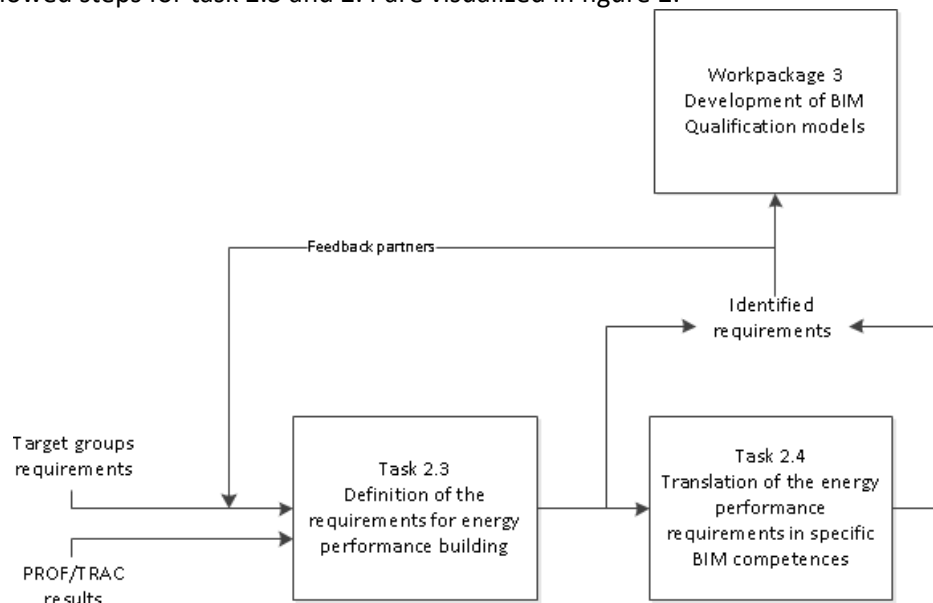 Workpackage 3
Development of BIM
Qualification models
Feedback partners
Identified
requirements
Target groups
requirements
Task 2.3
Definition of the
requirements for energy
performance building
Task 2.4
Translation of the energy
performance
requirements in specific
BIM competences
PROF/TRAC
results